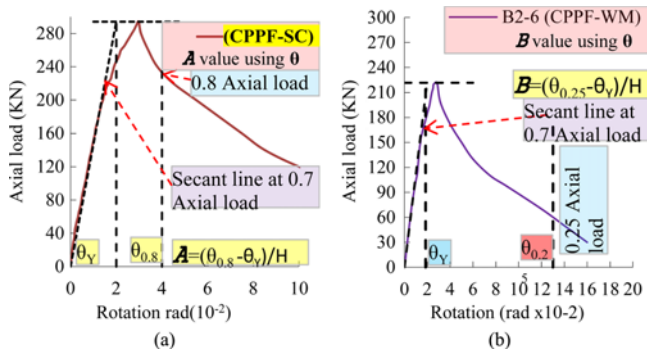 (a)
(CPPF-SC)
A value using θ
0.8 Axial load
Secant line at 0.7
Axial load
θY
θ0.8
A=(θ0.8-θY)/H
Axial load (KN)
280
240
200
160
120
80
40
0
0 2 4 6 8 10
Rotation rad(10-2)
(a)
(b)
B2-6 (CPPF-WM)
B value using θ
B=(θ0.25-θY)/H
Secant line at
0.7 Axial load
0.25 Axial
load
θY
θ0.2
5
Axial load (KN)
300
270
240
210
180
150
120
90
60
30
0
0 2 4 6 8 10 12 14 16 18 20
Rotation (rad x10-2)
(b)